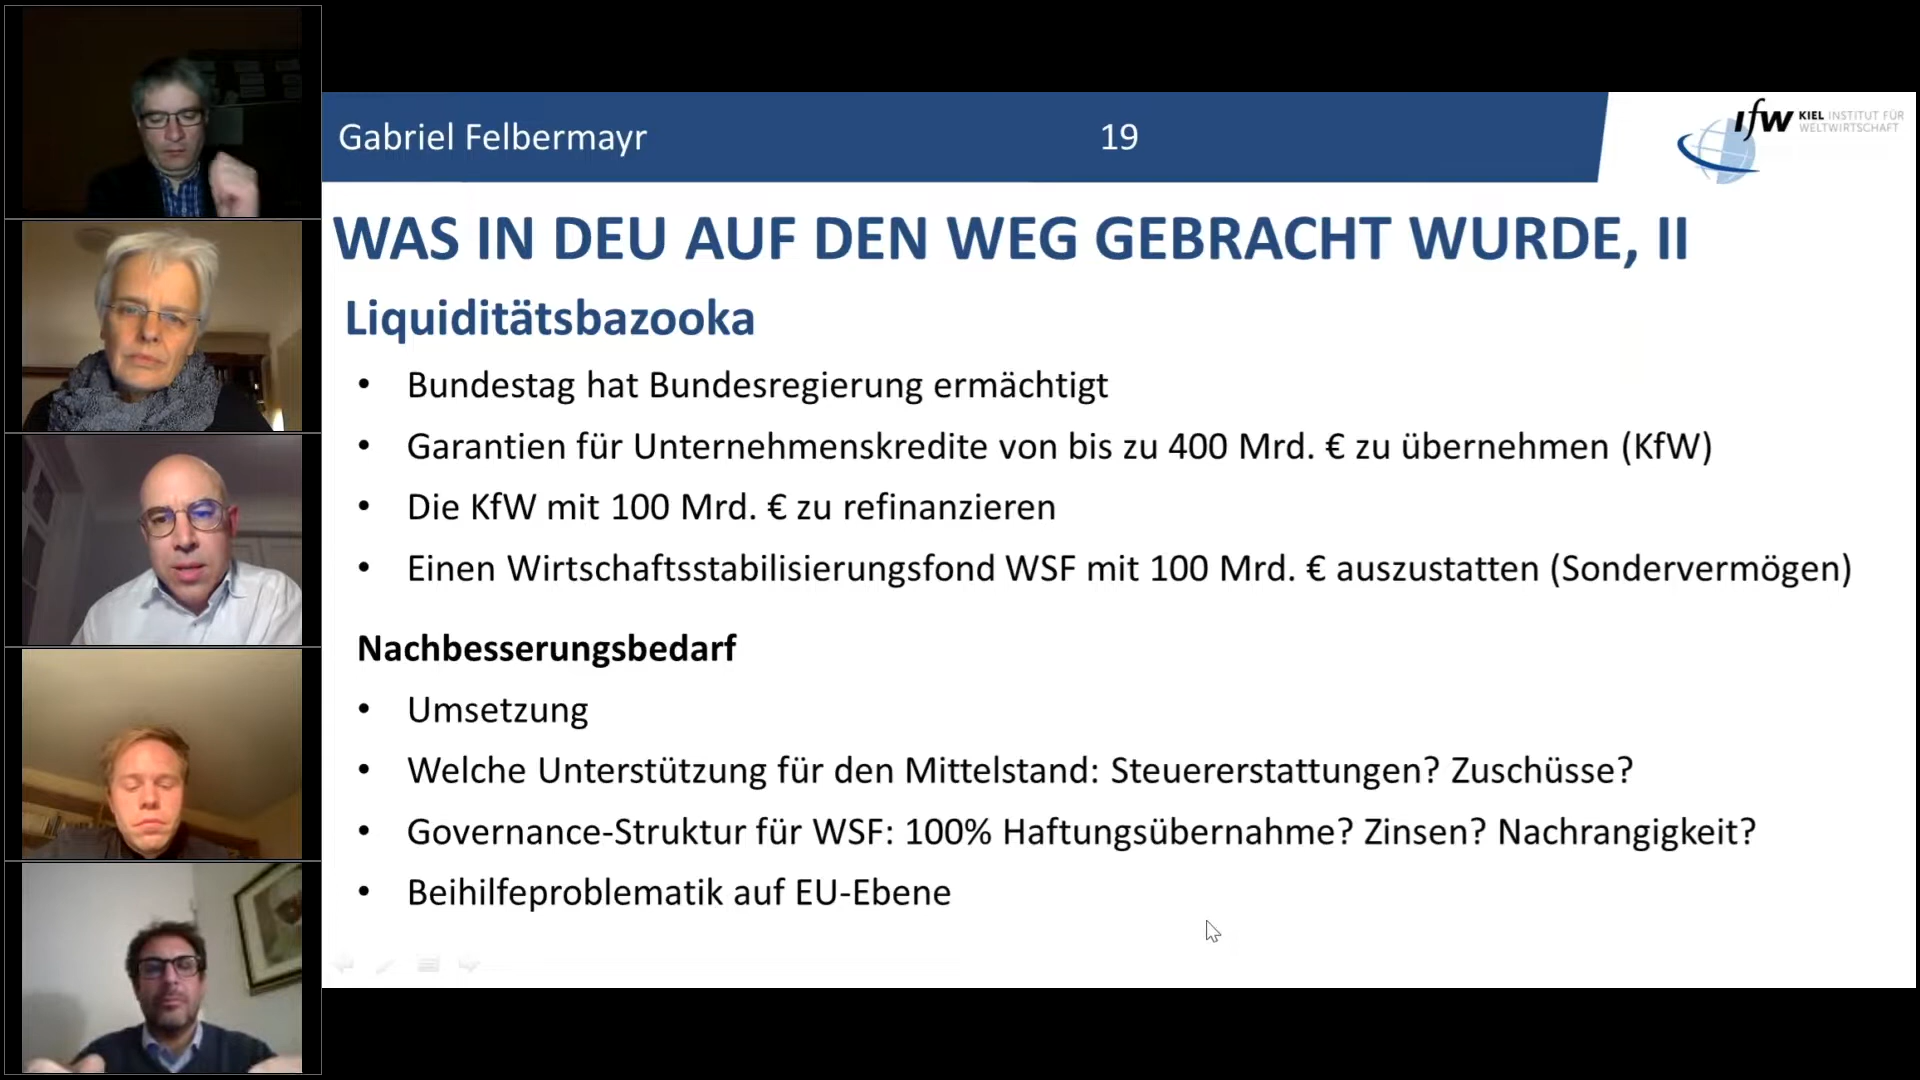 Gabriel Felbermayr
19
ifw KIEL INSTITUT FÜR
WELTWIRTSCHAFT
WAS IN DEU AUF DEN WEG GEBRACHT WURDE, II
Liquiditätsbazooka
• Bundestag hat Bundesregierung ermächtigt
• Garantien für Unternehmenskredite von bis zu 400 Mrd. € zu übernehmen (KfW)
• Die KfW mit 100 Mrd. € zu refinanzieren
• Einen Wirtschaftsstabilisierungsfond WSF mit 100 Mrd. € auszustatten (Sondervermögen)
Nachbesserungsbedarf
• Umsetzung
• Welche Unterstützung für den Mittelstand: Steuererstattungen? Zuschüsse?
• Governance-Struktur für WSF: 100% Haftungsübernahme? Zinsen? Nachrangigkeit?
• Beihilfeproblematik auf EU-Ebene